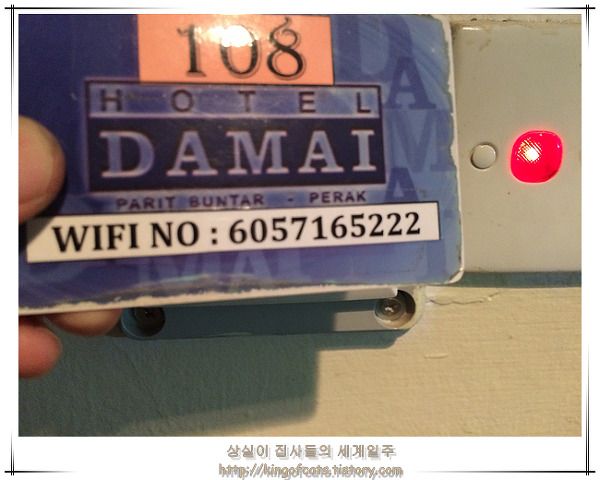 108
HOTEL
DAMAI
PARIT BUNTAR - PERAK
WIFI NO : 6057165222
상실이 집사들의 세계일주
http://kingofcats.tistory.com